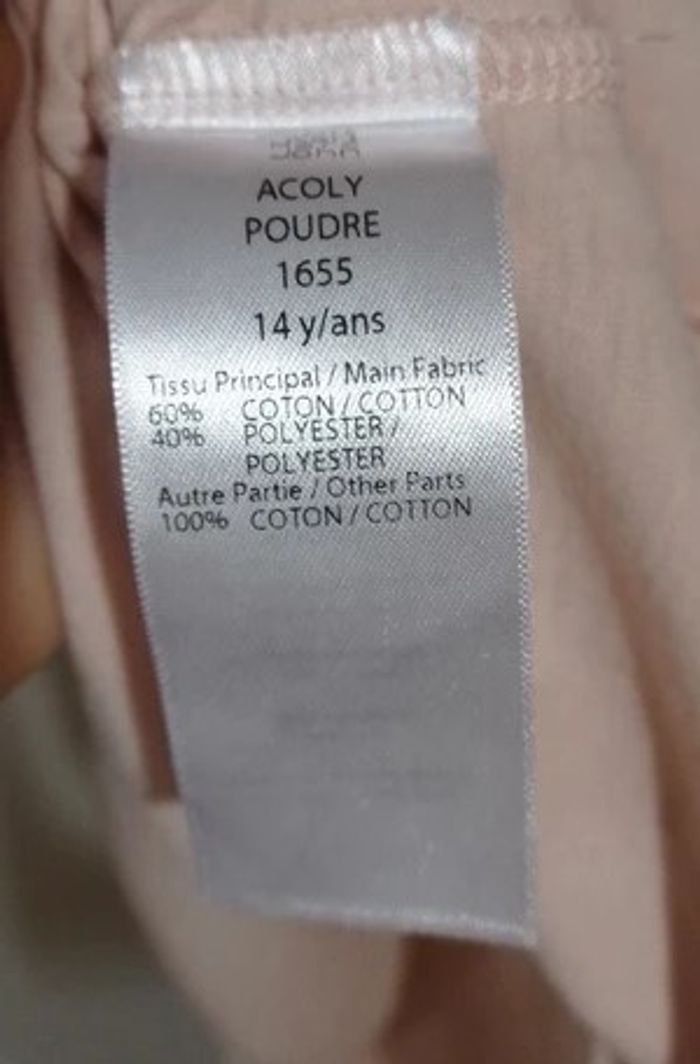 ACOLY
POUDRE
1655
14 y/ans
Tissu Principal / Main Fabric
60% COTON / COTTON
40% POLYESTER /
POLYESTER
Autre Partie / Other Parts
100% COTON / COTTON